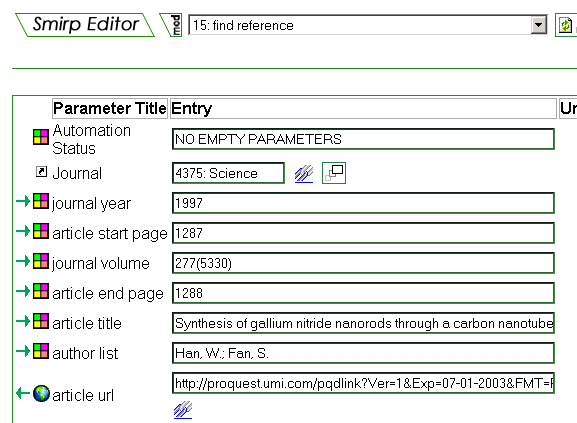 Smirp Editor mod 15: find reference
Parameter Title Entry Un
Automation Status NO EMPTY PARAMETERS
Journal 4375: Science
journal year 1997
article start page 1287
journal volume 277(5330)
article end page 1288
article title Synthesis of gallium nitride nanorods through a carbon nanotube
author list Han, W.; Fan, S.
article url http://proquest.umi.com/pqdlink?Ver=1&Exp=07-01-2003&FMT=F